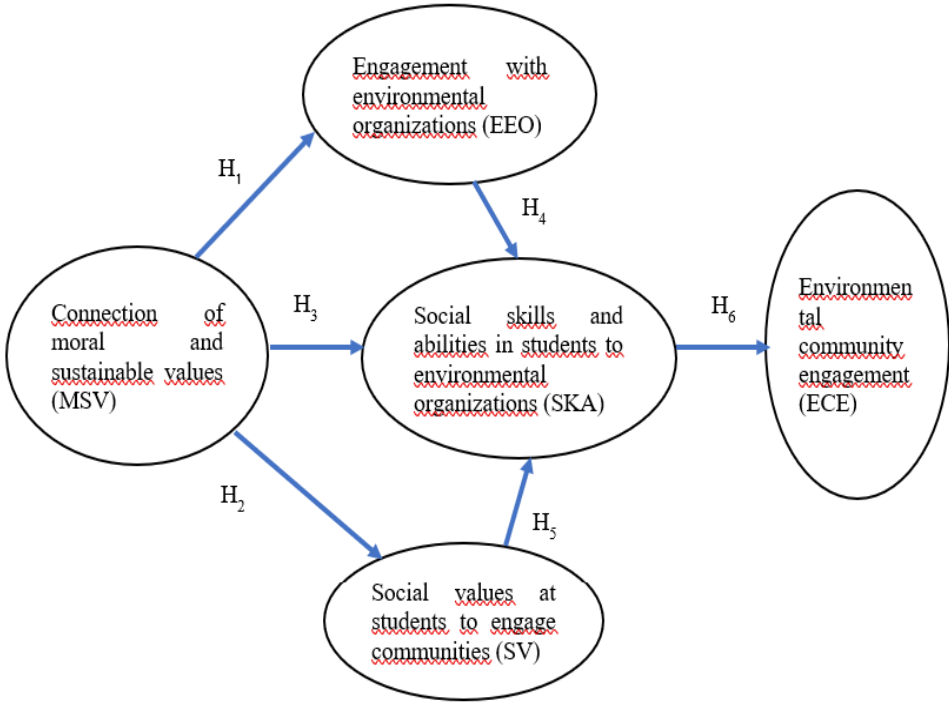 Engagement with
environmental
organizations (EEO)
H1
H4
Connection of
moral and
sustainable values
(MSV)
H3
Social skills and
abilities in students to
environmental
organizations (SKA)
H6
Environmen
tal
community
engagement
(ECE)
H2
H5
Social values at
students to engage
communities (SV)